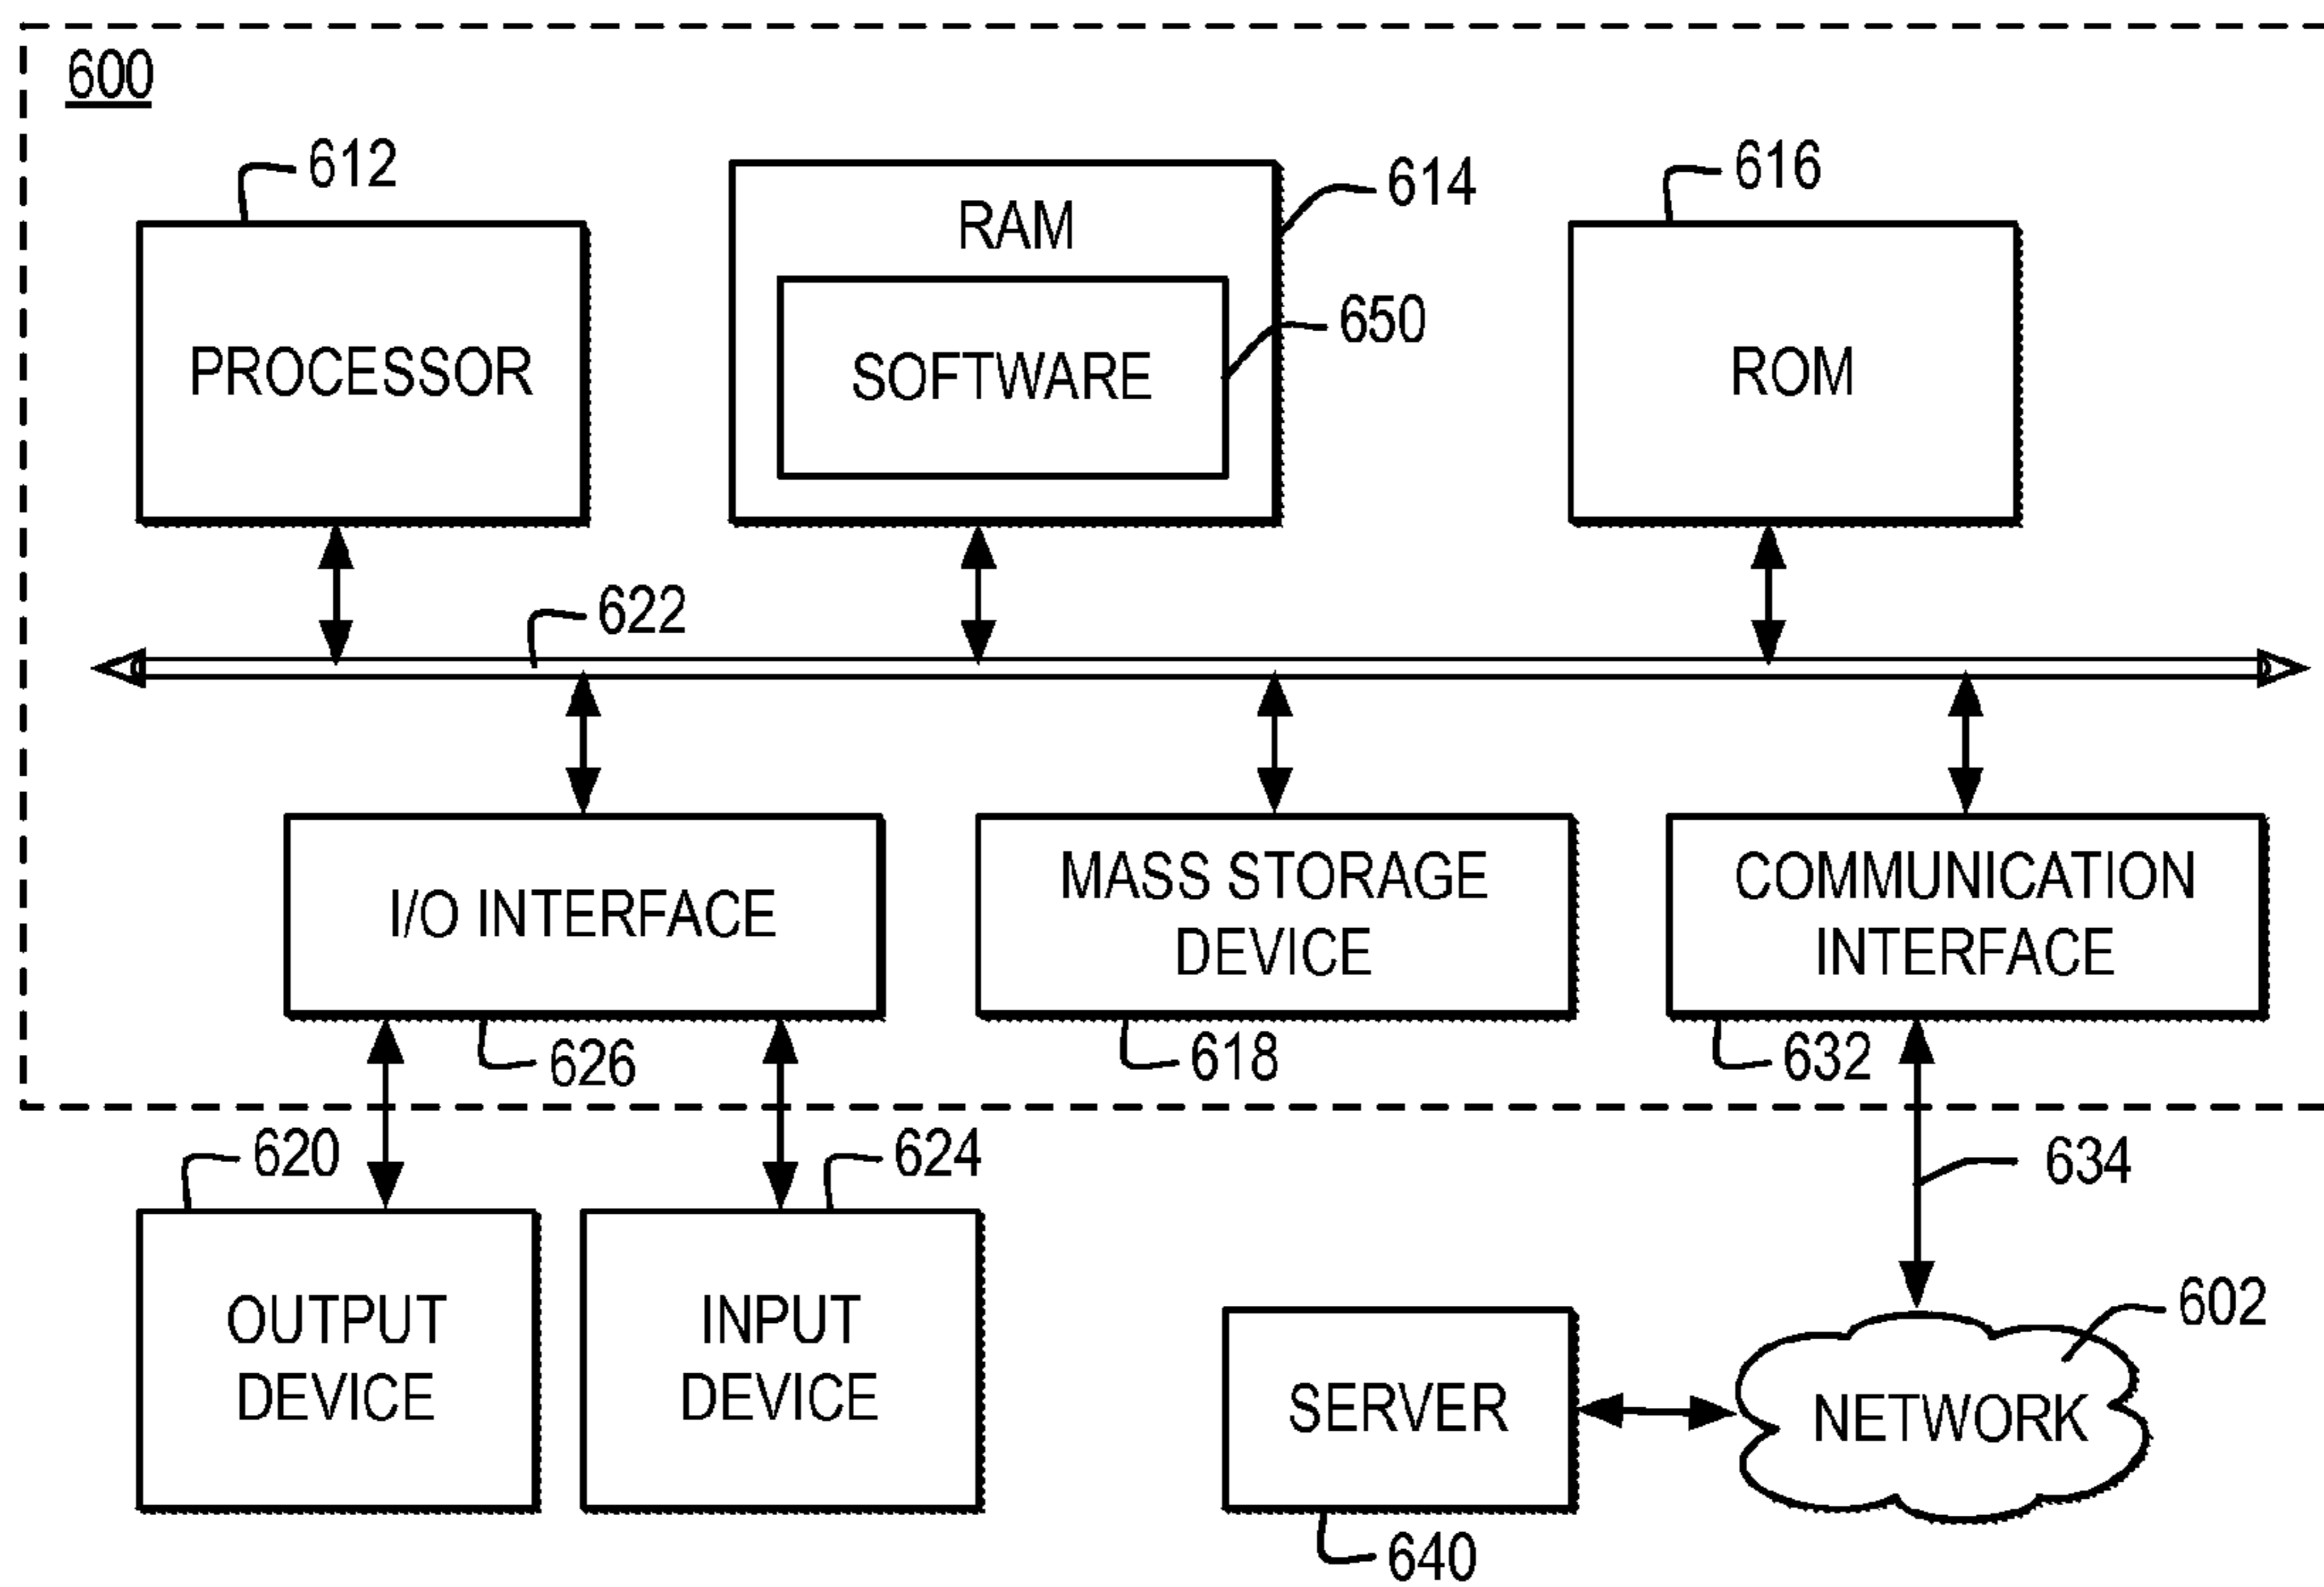 600
612
614
616
RAM
PROCESSOR
SOFTWARE
650
ROM
622
I/O INTERFACE
MASS STORAGE
DEVICE
COMMUNICATION
INTERFACE
626
618
632
620
624
634
OUTPUT
DEVICE
INPUT
DEVICE
602
SERVER
NETWORK
640